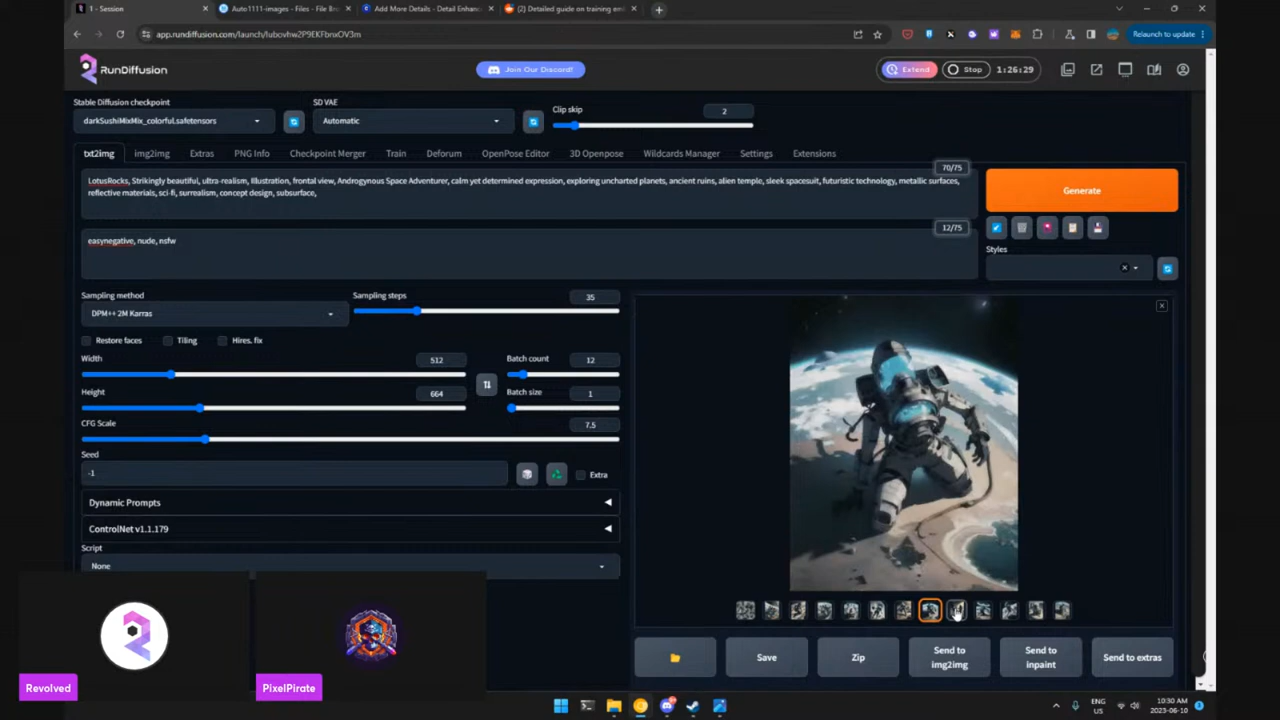 1 - Session
Auto1111-images - Files - File Bro
Add More Details - Detail Enhanc
(2) Detailed guide on training em
app.rundiffusion.com/launch/lubovhw2P9EKFbnxOV3m
Relaunch to update
RunDiffusion
Join Our Discord!
Extend
Stop
1:26:29
Stable Diffusion checkpoint
SD VAE
Clip skip
2
darkSushiMixMix_colorful.safetensors
Automatic
txt2img
img2img
Extras
PNG Info
Checkpoint Merger
Train
Deforum
OpenPose Editor
3D Openpose
Wildcards Manager
Settings
Extensions
70/75
LotusRocks, Strikingly beautiful, ultra-realism, Illustration, frontal view, Androgynous Space Adventurer, calm yet determined expression, exploring uncharted planets, ancient ruins, alien temple, sleek spacesuit, futuristic technology, metallic surfaces,
reflective materials, sci-fi, surrealism, concept design, subsurface,
Generate
12/75
easynegative, nude, nsfw
Styles
Sampling method
Sampling steps
35
DPM++ 2M Karras
Restore faces
Tiling
Hires. fix
Width
512
Batch count
12
Height
664
Batch size
1
CFG Scale
7.5
Seed
-1
Extra
Dynamic Prompts
ControlNet v1.1.179
Script
None
Save
Zip
Send to
img2img
Send to
inpaint
Send to extras
Revolved
PixelPirate
ENG
US
10:30 AM
2023-06-10